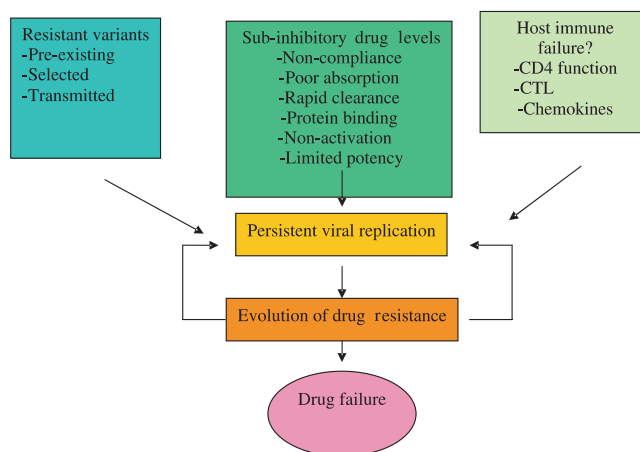 Resistant variants
-Pre-existing
-Selected
-Transmitted
Sub-inhibitory drug levels
-Non-compliance
-Poor absorption
-Rapid clearance
-Protein binding
-Non-activation
-Limited potency
Host immune
failure?
-CD4 function
-CTL
-Chemokines
Persistent viral replication
Evolution of drug resistance
Drug failure